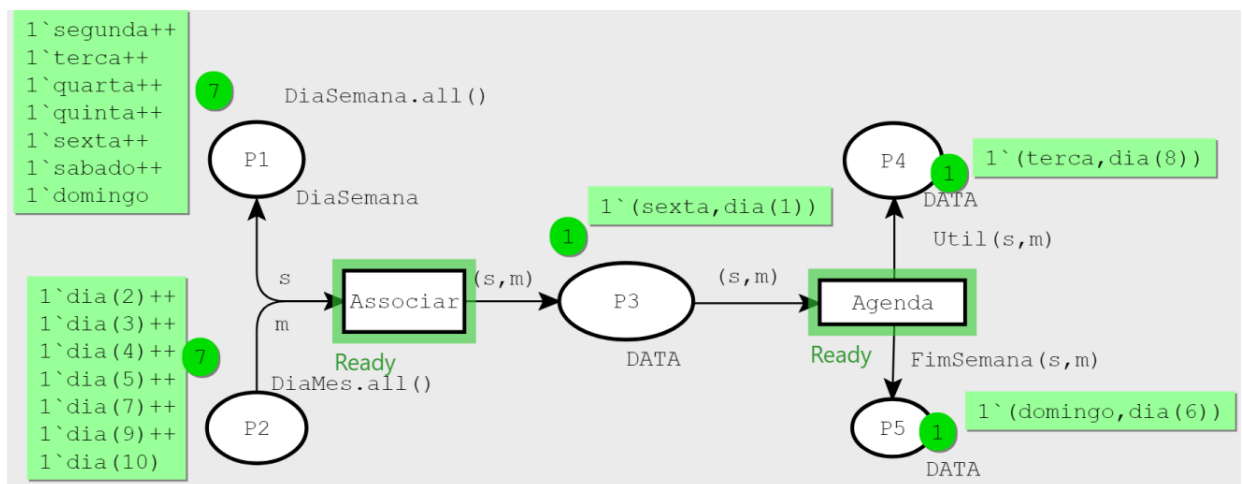 1`segunda++
1`terca++
1`quarta++
1`quinta++
1`sexta++
1`sabado++
1`domingo
7
DiaSemana.all()
P1
DiaSemana
1`dia(2)++
1`dia(3)++
1`dia(4)++
1`dia(5)++
1`dia(7)++
1`dia(9)++
1`dia(10)
7
DiaMes.all()
P2
s
m
Associar
Ready
(s,m)
1`(sexta,dia(1))
1
P3
DATA
(s,m)
Agenda
Ready
P4
1
1`(terca,dia(8))
DATA
Util(s,m)
FimSemana(s,m)
P5
1
1`(domingo,dia(6))
DATA